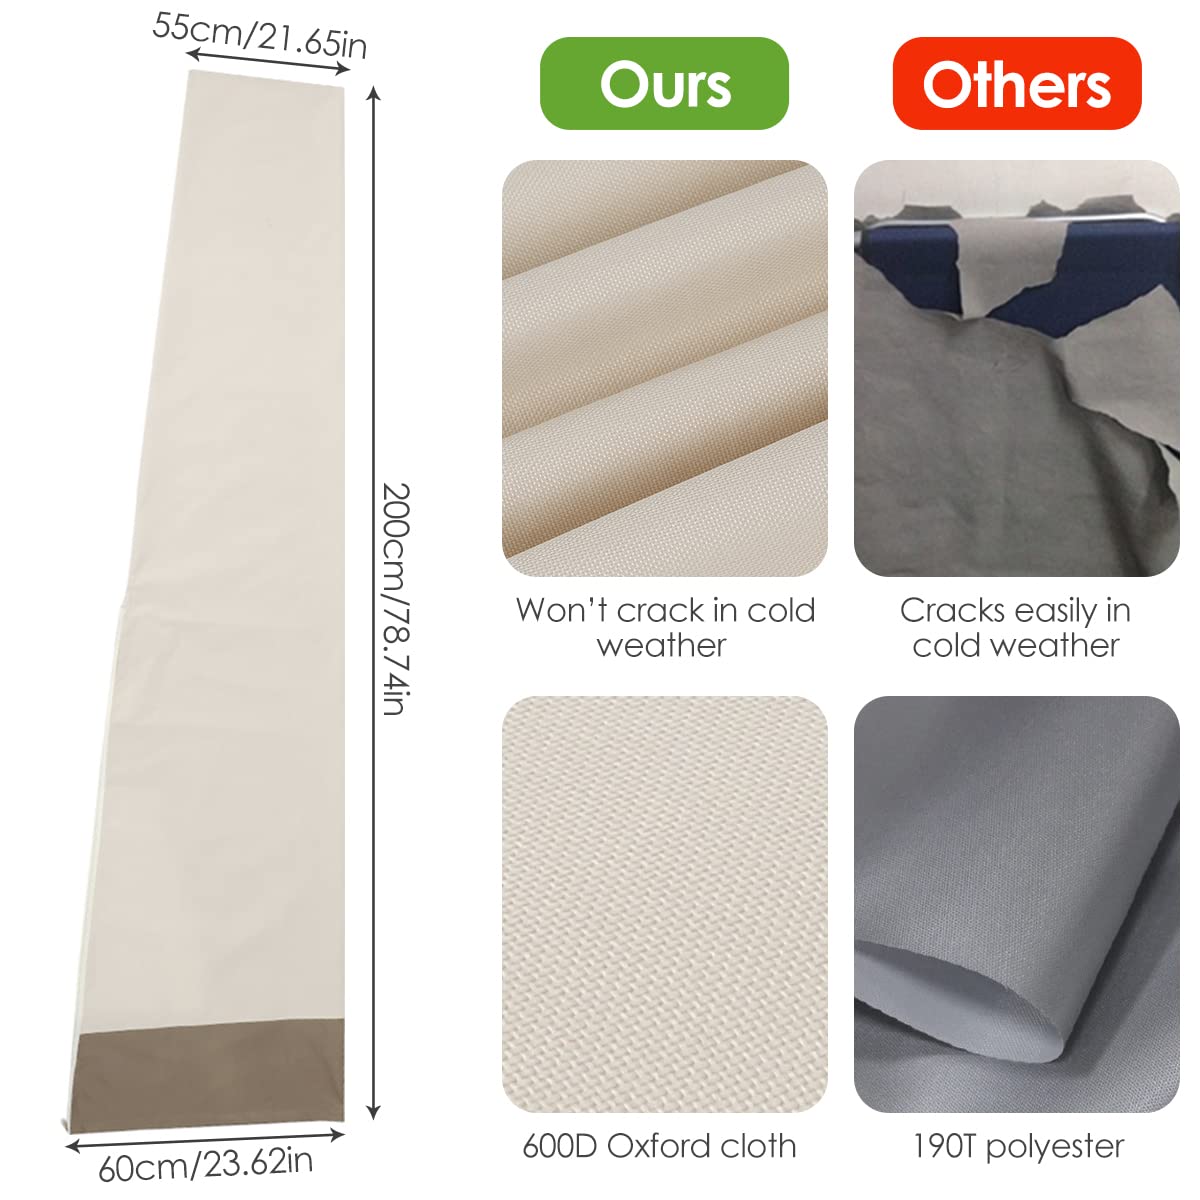 55cm/21.65in
200cm/78.74in
60cm/23.62in
Ours
Others
Won't crack in cold
weather
Cracks easily in
cold weather
600D Oxford cloth
190T polyester